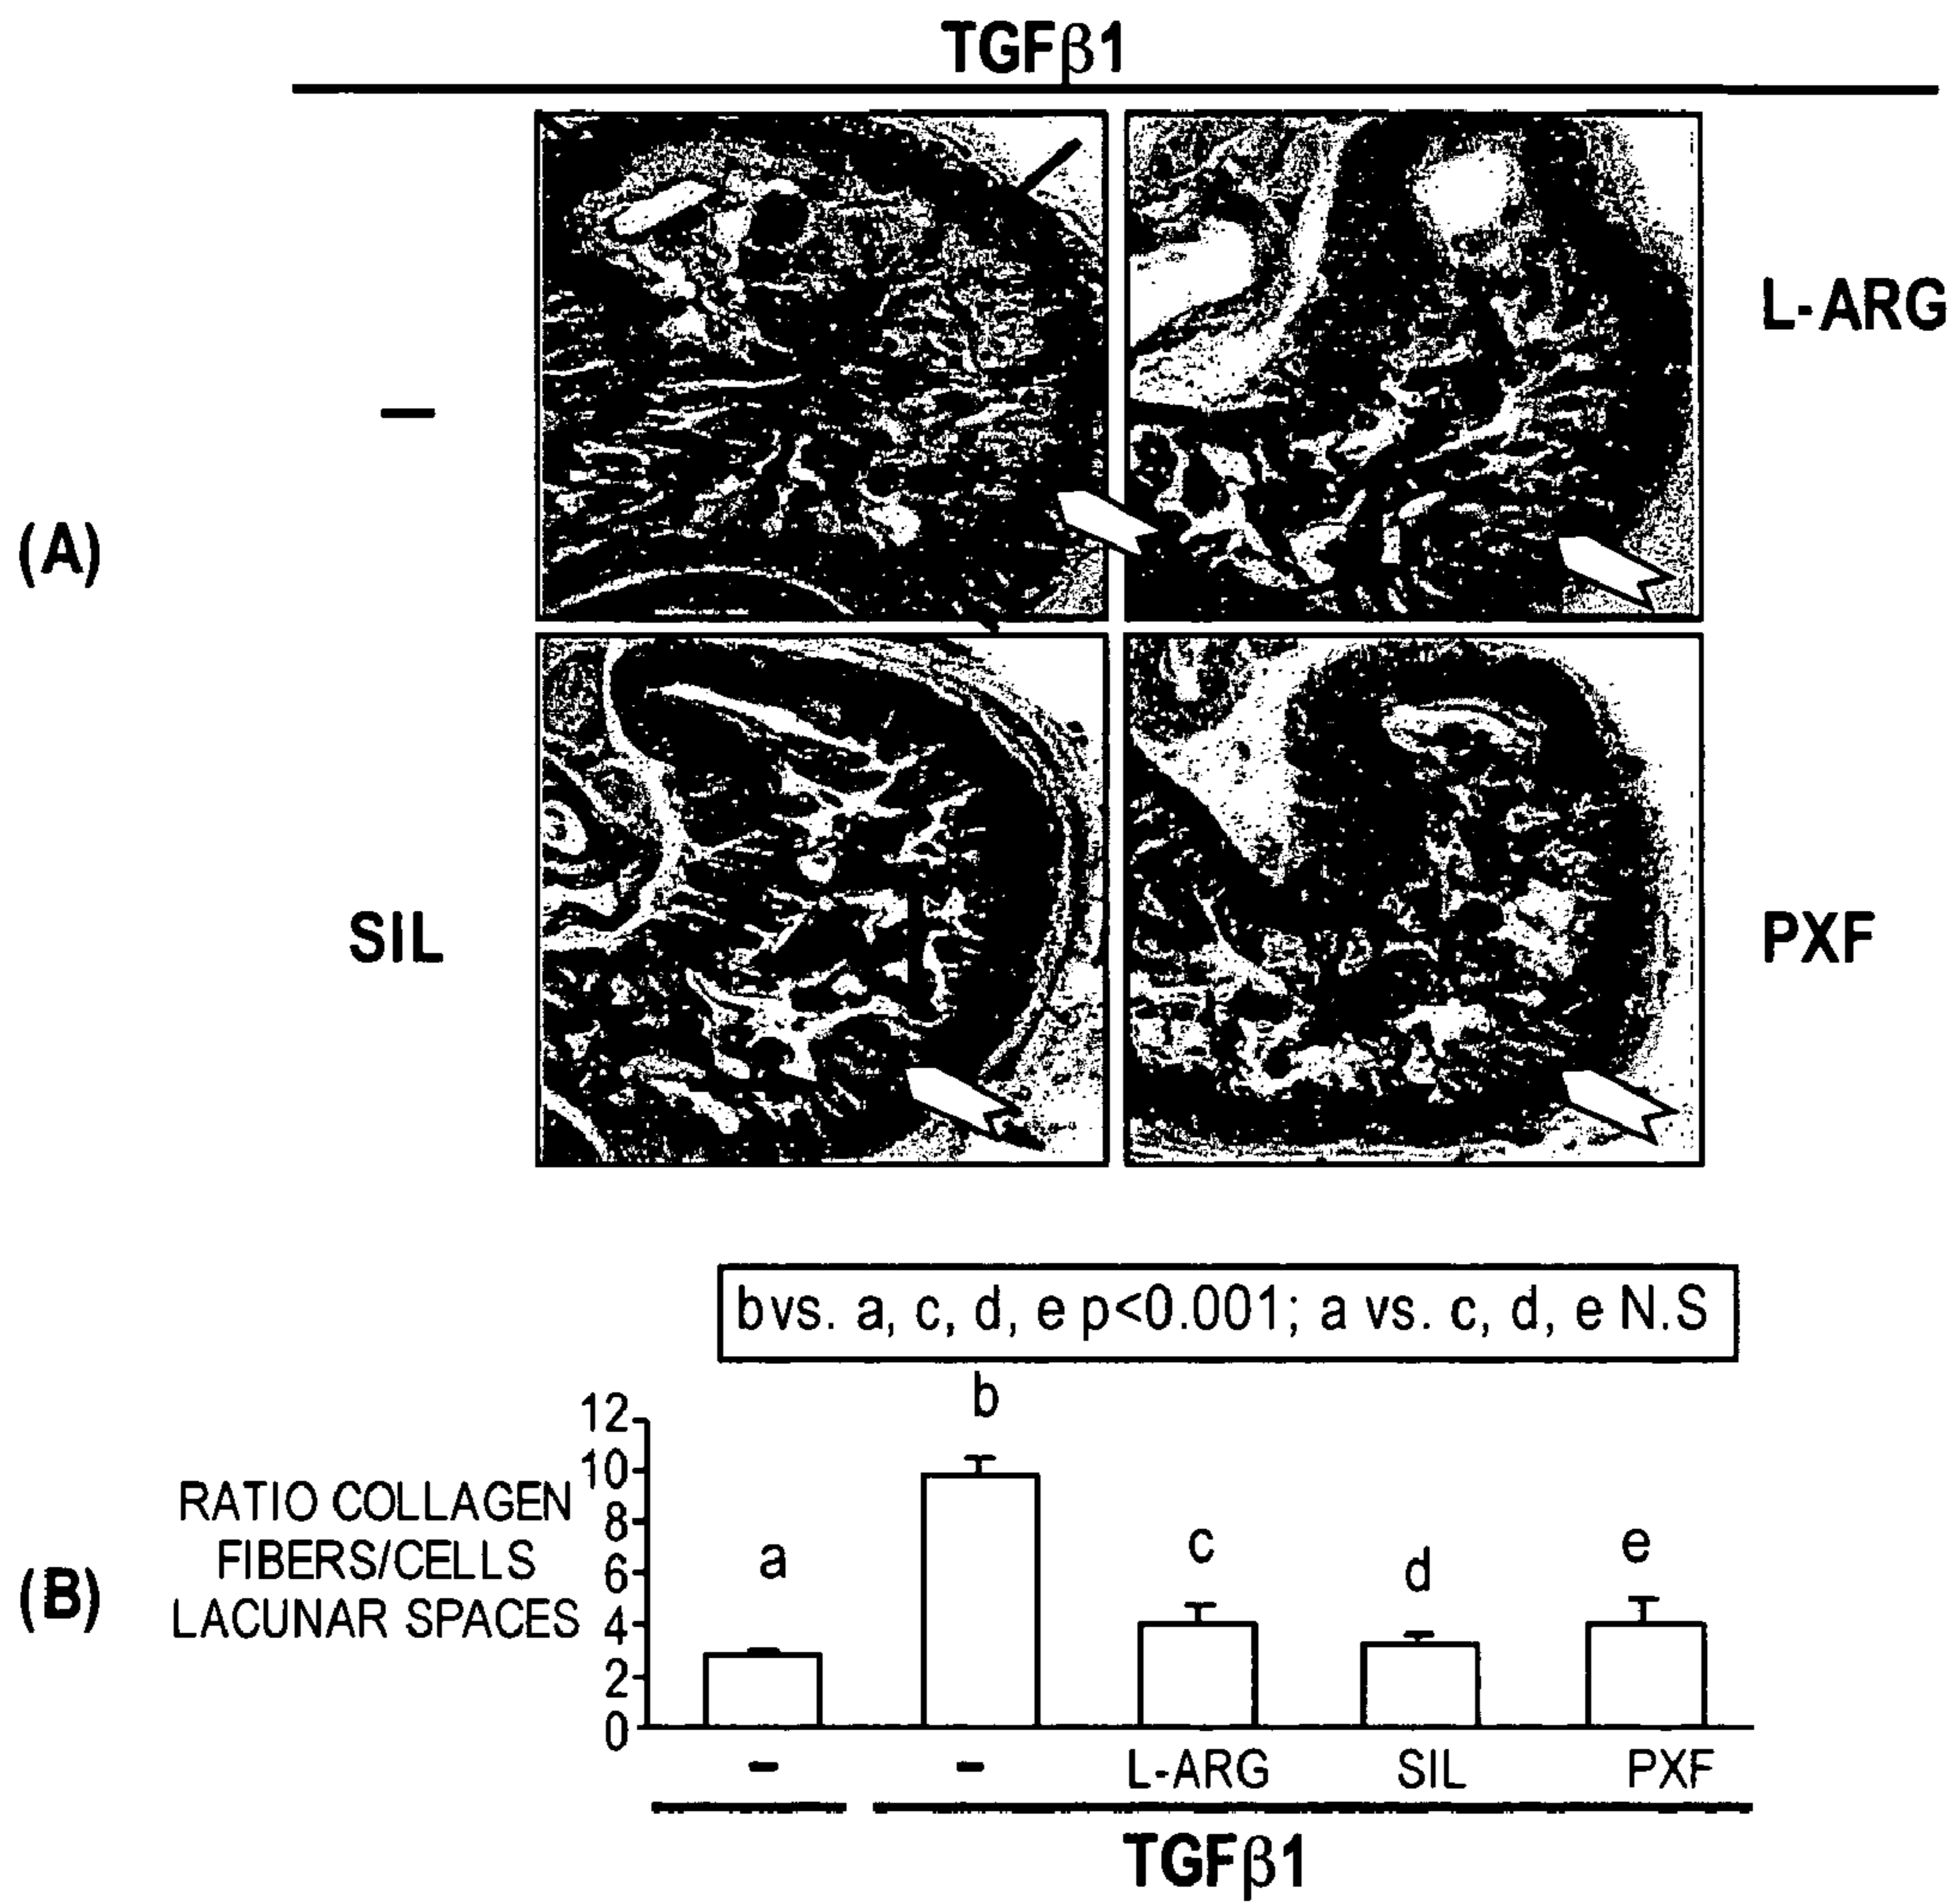 TGFβ1
L-ARG
–
(A)
SIL
PXF
b vs. a, c, d, e p<0.001; a vs. c, d, e N.S
b
12
10
8
6
4
2
0
RATIO COLLAGEN
FIBERS/CELLS
LACUNAR SPACES
(B)
a
c
d
e
- - L-ARG SIL PXF
TGFβ1